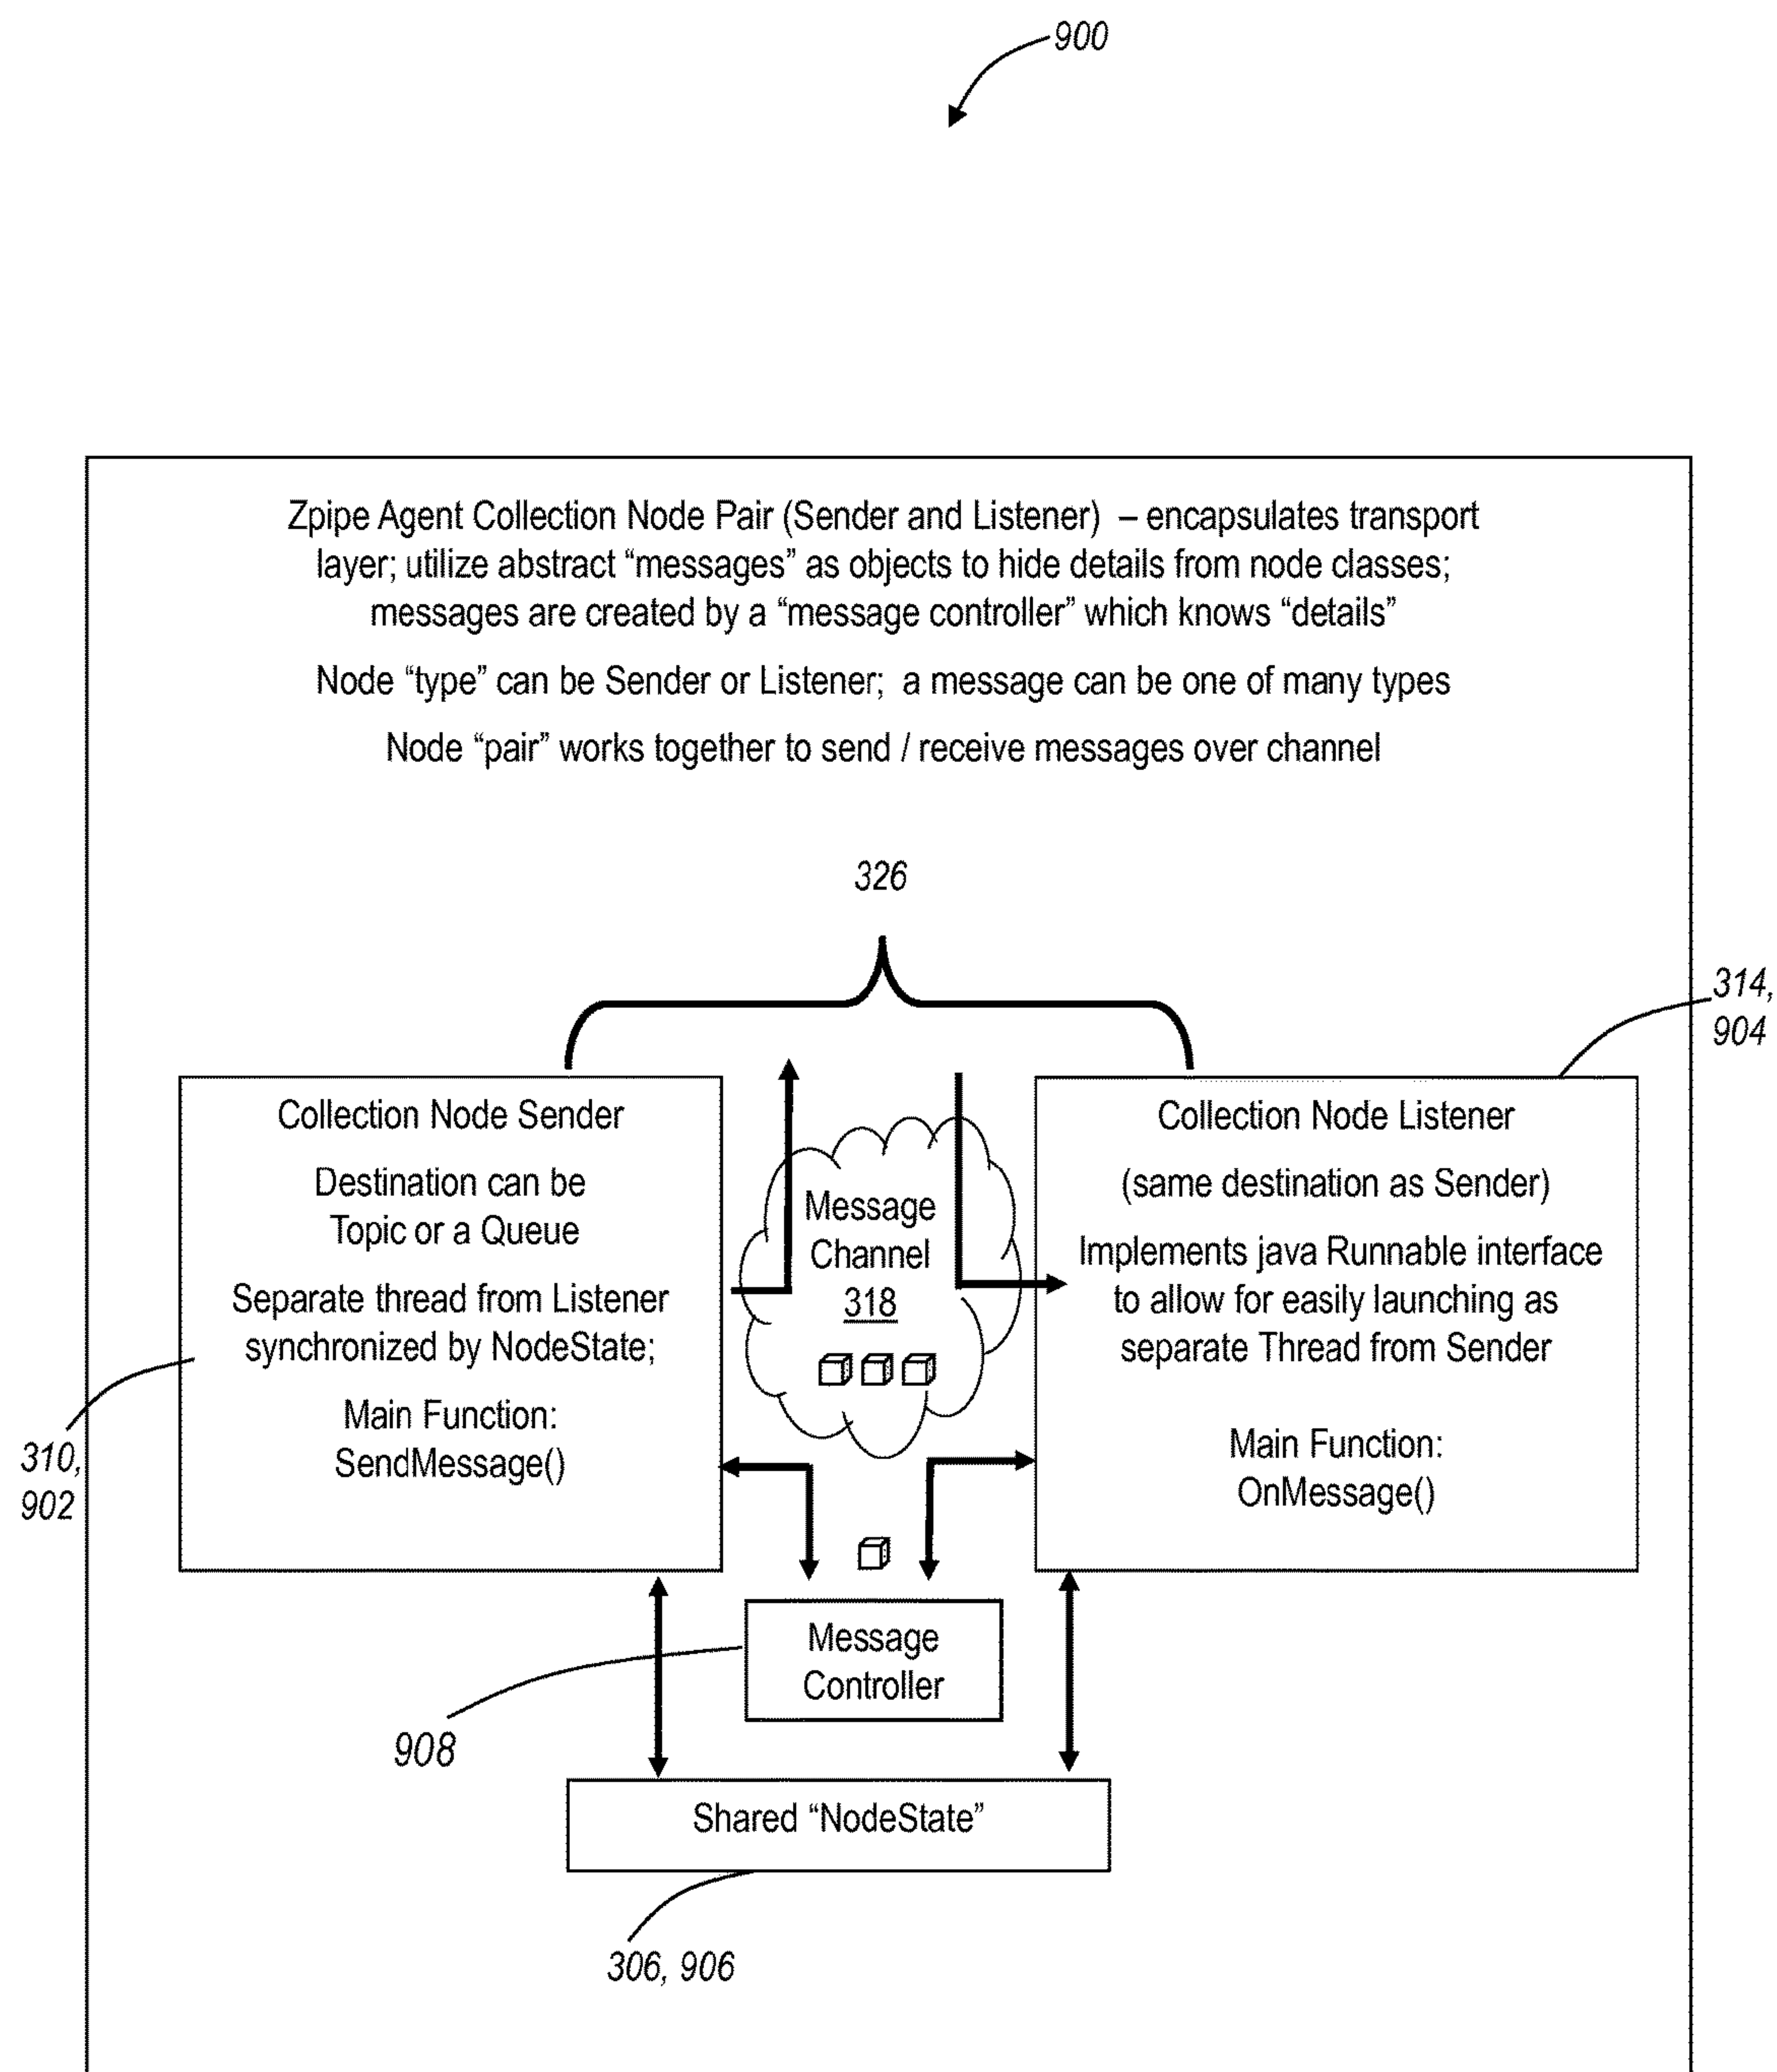 900
Zpipe Agent Collection Node Pair (Sender and Listener) – encapsulates transport
layer; utilize abstract “messages” as objects to hide details from node classes;
messages are created by a “message controller” which knows “details”
Node “type” can be Sender or Listener; a message can be one of many types
Node “pair” works together to send / receive messages over channel
326
314,
904
Collection Node Sender
Destination can be
Topic or a Queue
Separate thread from Listener
synchronized by NodeState;
Main Function:
SendMessage()
310,
902
Message
Channel
318
Collection Node Listener
(same destination as Sender)
Implements java Runnable interface
to allow for easily launching as
separate Thread from Sender
Main Function:
OnMessage()
Message
Controller
908
Shared “NodeState”
306, 906